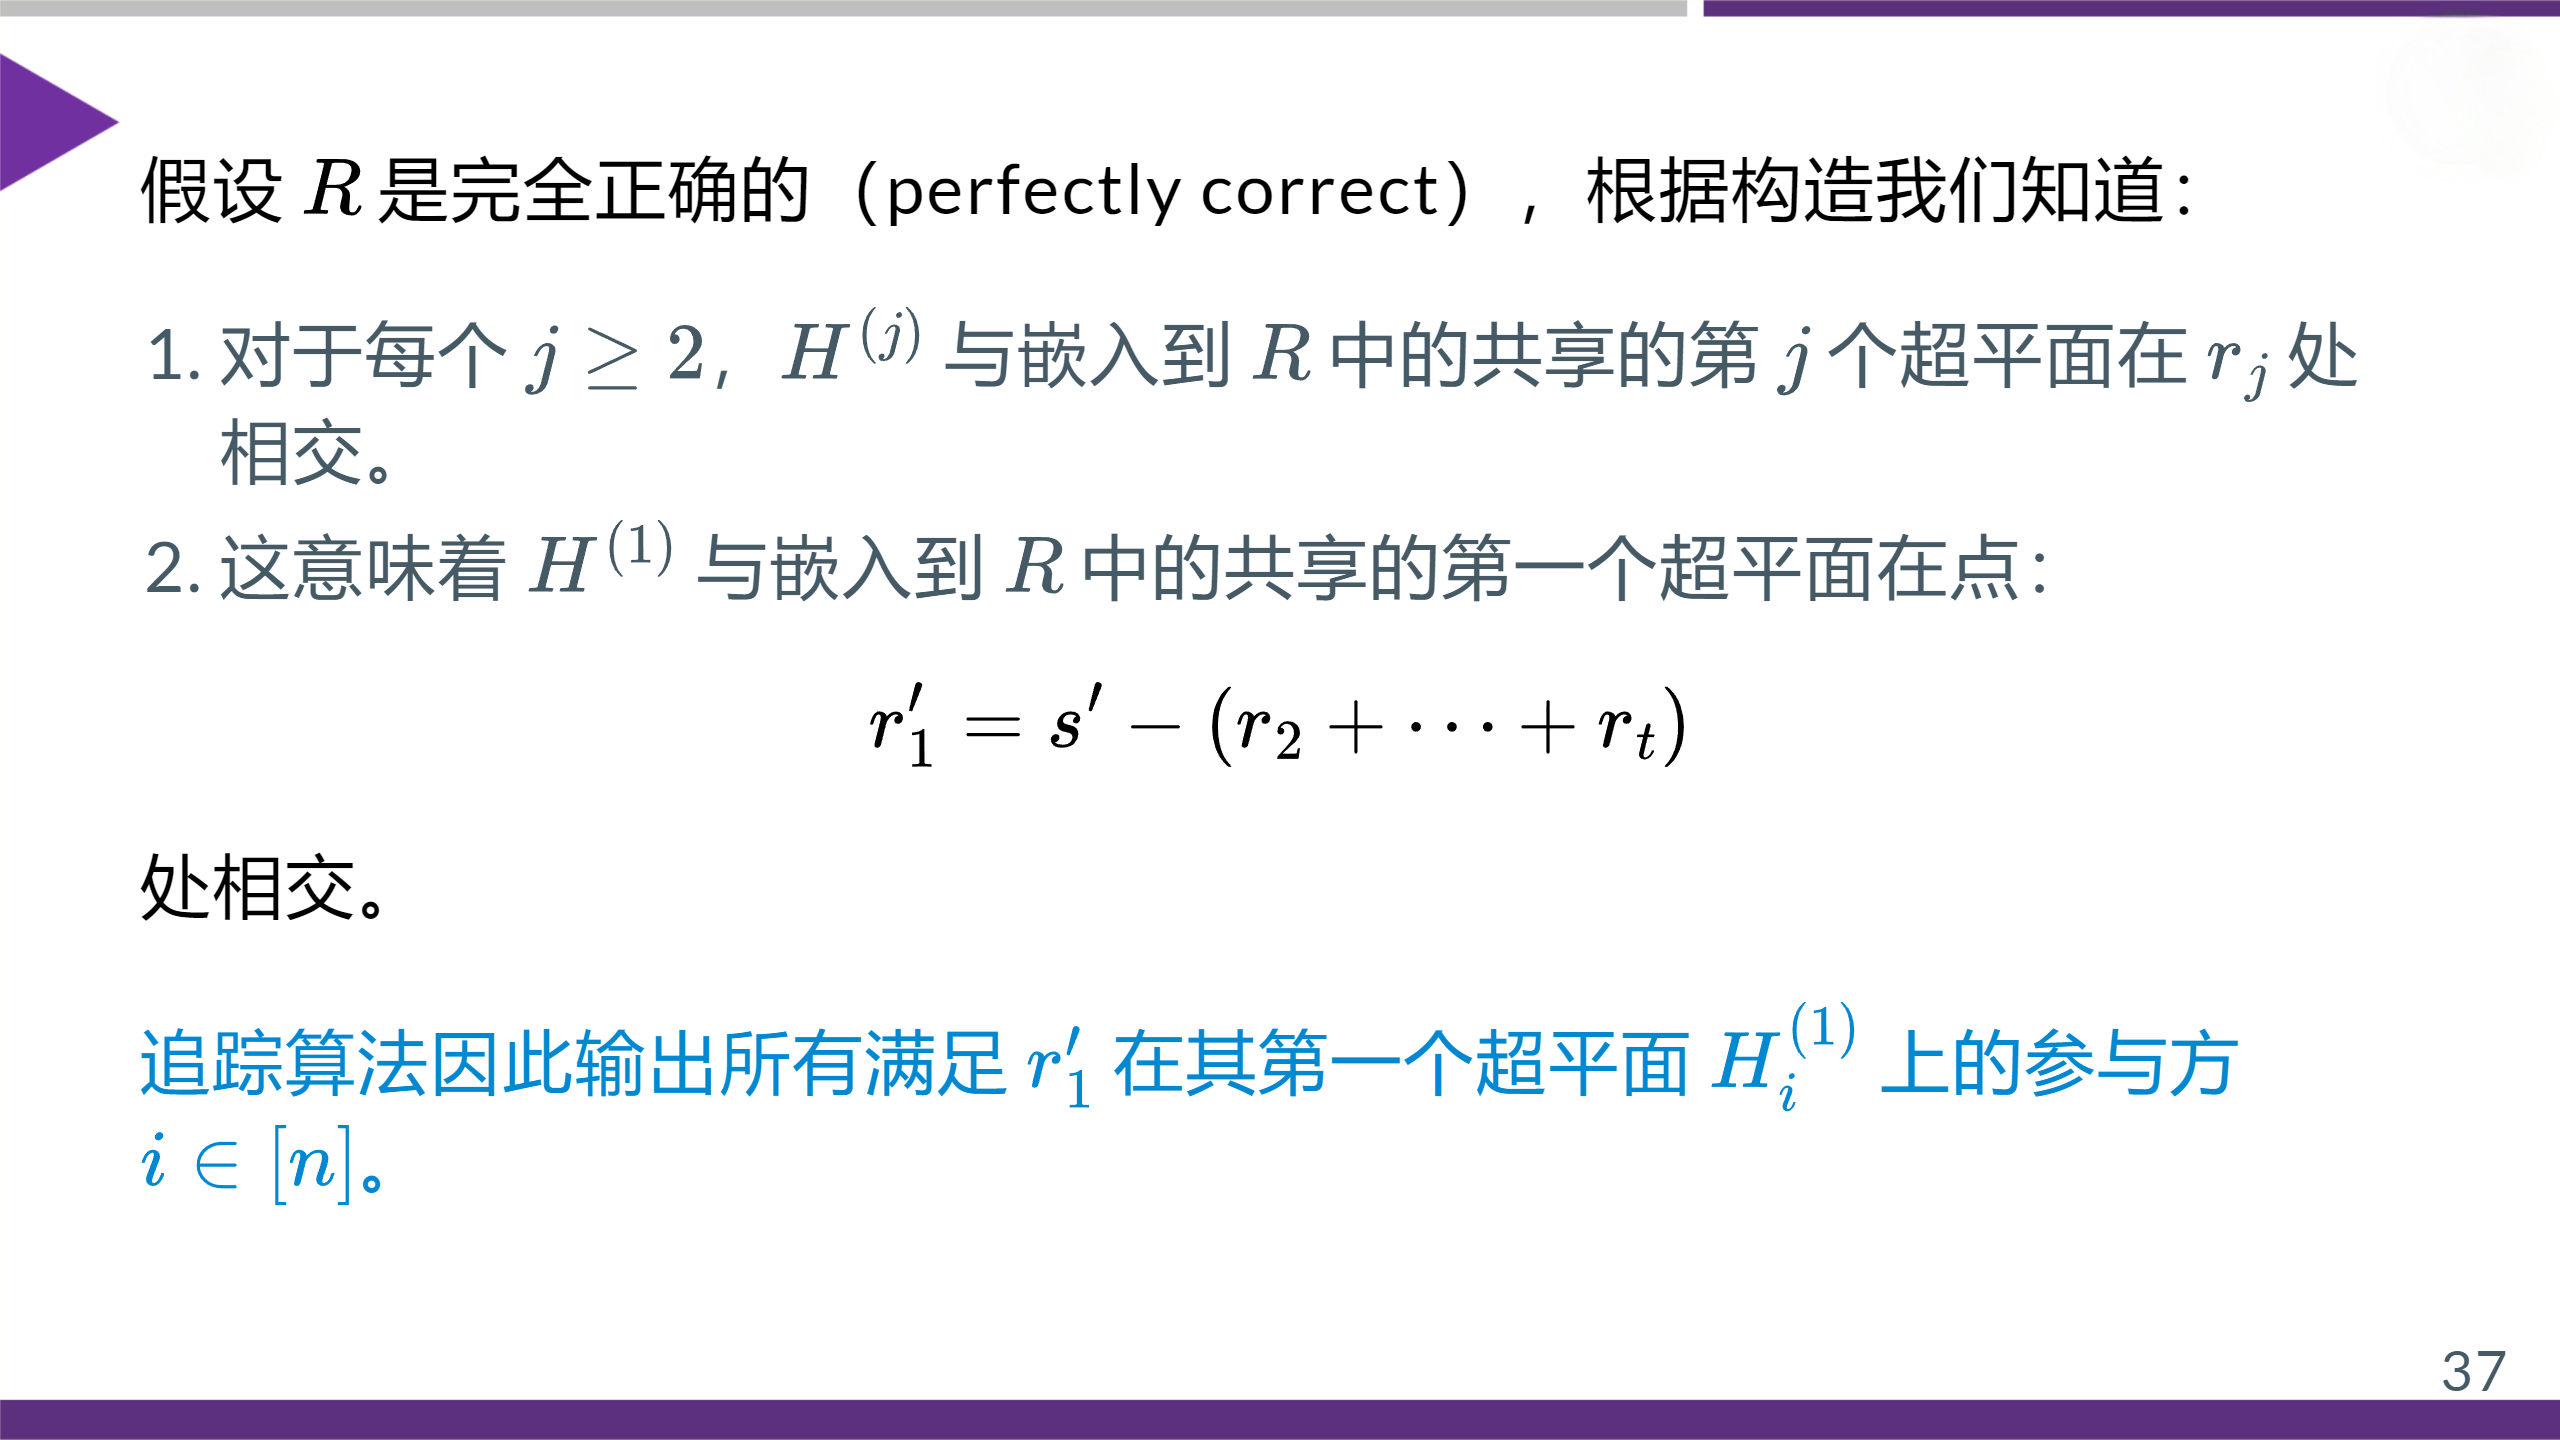 假设 R 是完全正确的（perfectly correct），根据构造我们知道：
1. 对于每个 j ≥ 2，H^{(j)} 与嵌入到 R 中的共享的第 j 个超平面在 r_j 处
相交。
2. 这意味着 H^{(1)} 与嵌入到 R 中的共享的第一个超平面在点：
r'_1 = s' − (r_2 + ⋯ + r_t)
处相交。
追踪算法因此输出所有满足 r'_1 在其第一个超平面 H_i^{(1)} 上的参与方
i ∈ [n]。
37